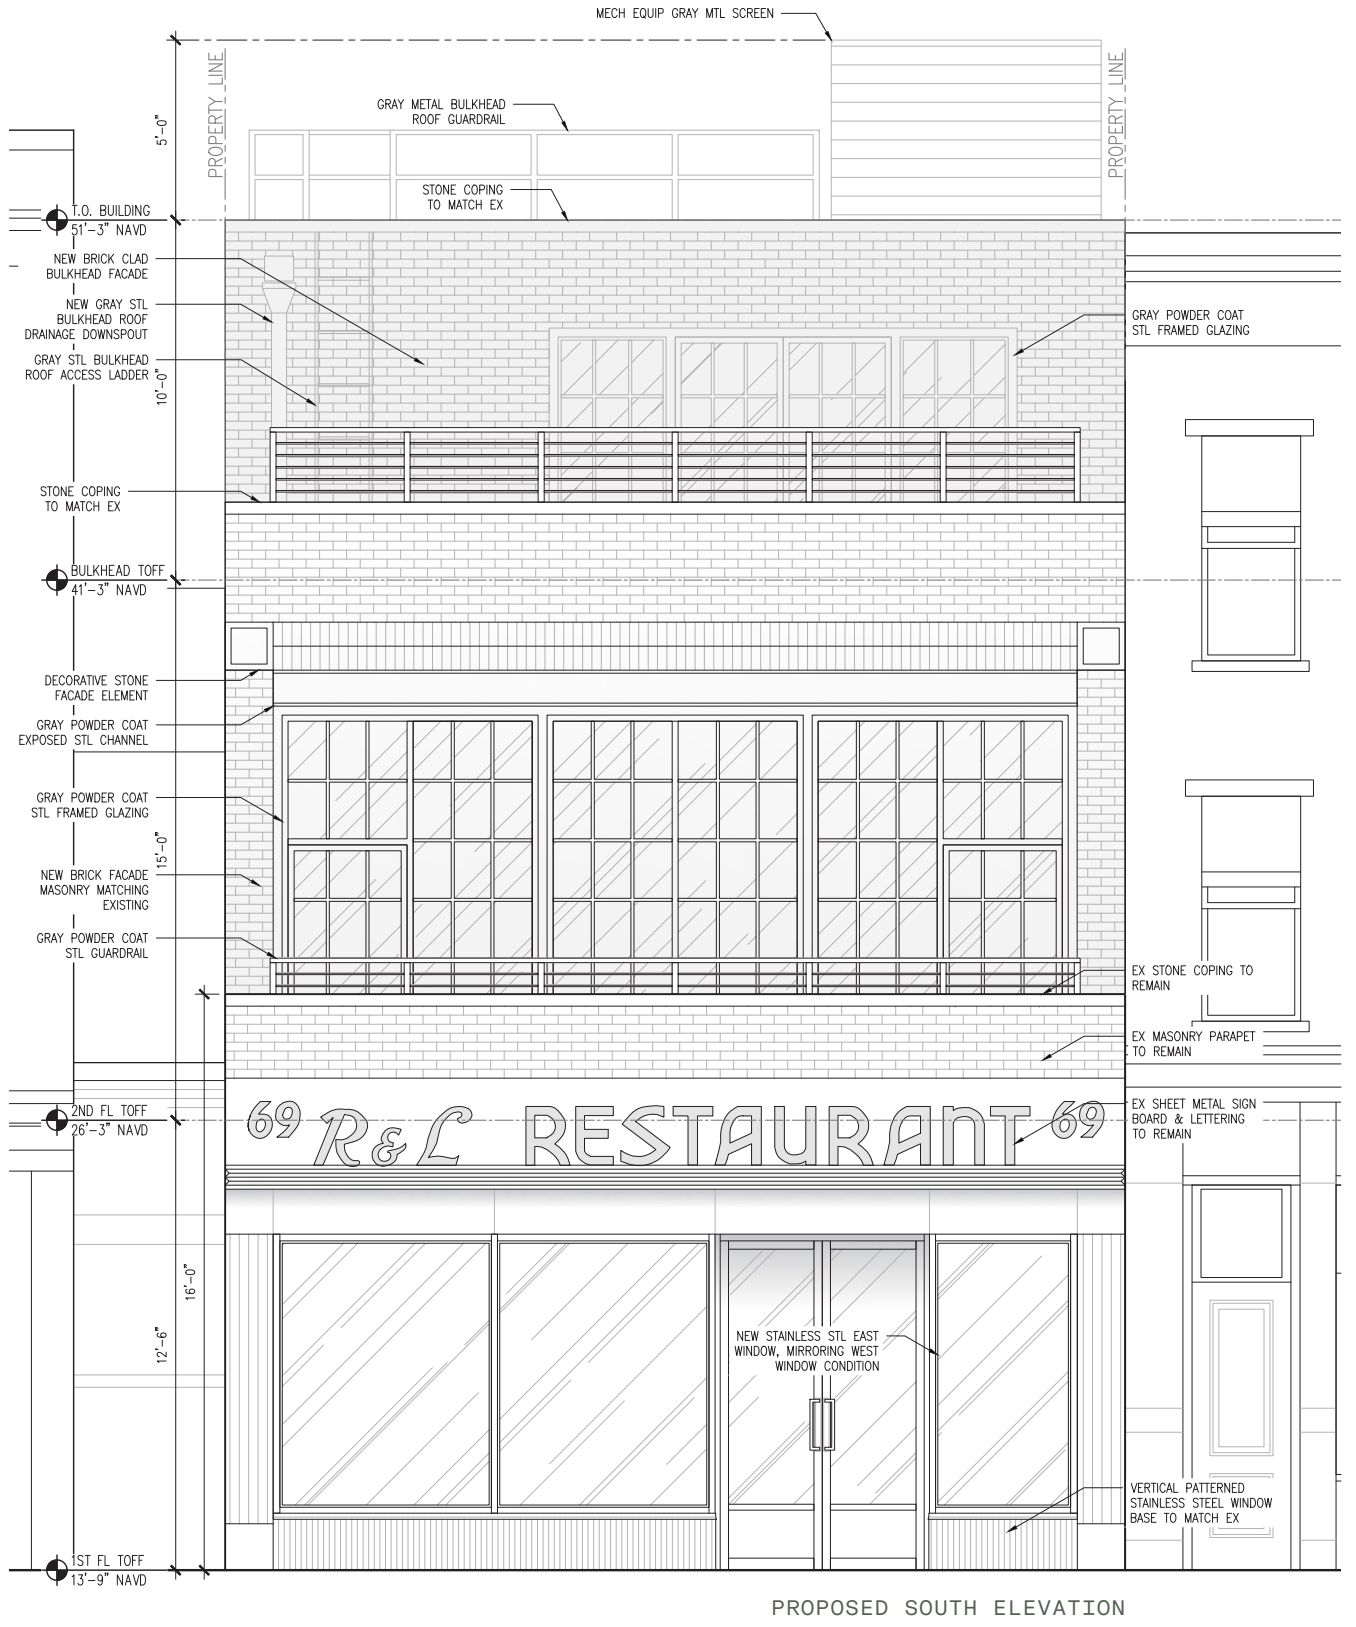 MECH EQUIP GRAY MTL SCREEN
PROPERTY LINE
PROPERTY LINE
GRAY METAL BULKHEAD
ROOF GUARDRAIL
5'-0"
STONE COPING
TO MATCH EX
T.O. BUILDING
51'-3" NAVD
NEW BRICK CLAD
BULKHEAD FACADE
NEW GRAY STL
BULKHEAD ROOF
DRAINAGE DOWNSPOUT
GRAY STL BULKHEAD
ROOF ACCESS LADDER
10'-0"
GRAY POWDER COAT
STL FRAMED GLAZING
STONE COPING
TO MATCH EX
BULKHEAD TOFF
41'-3" NAVD
DECORATIVE STONE
FACADE ELEMENT
GRAY POWDER COAT
EXPOSED STL CHANNEL
GRAY POWDER COAT
STL FRAMED GLAZING
15'-0"
NEW BRICK FACADE
MASONRY MATCHING
EXISTING
GRAY POWDER COAT
STL GUARDRAIL
EX STONE COPING TO
REMAIN
EX MASONRY PARAPET
TO REMAIN
EX SHEET METAL SIGN
BOARD & LETTERING
TO REMAIN
2ND FL TOFF
26'-3" NAVD
69 R&L RESTAURANT 69
16'-0"
12'-6"
NEW STAINLESS STL EAST
WINDOW, MIRRORING WEST
WINDOW CONDITION
VERTICAL PATTERNED
STAINLESS STEEL WINDOW
BASE TO MATCH EX
1ST FL TOFF
13'-9" NAVD
PROPOSED SOUTH ELEVATION